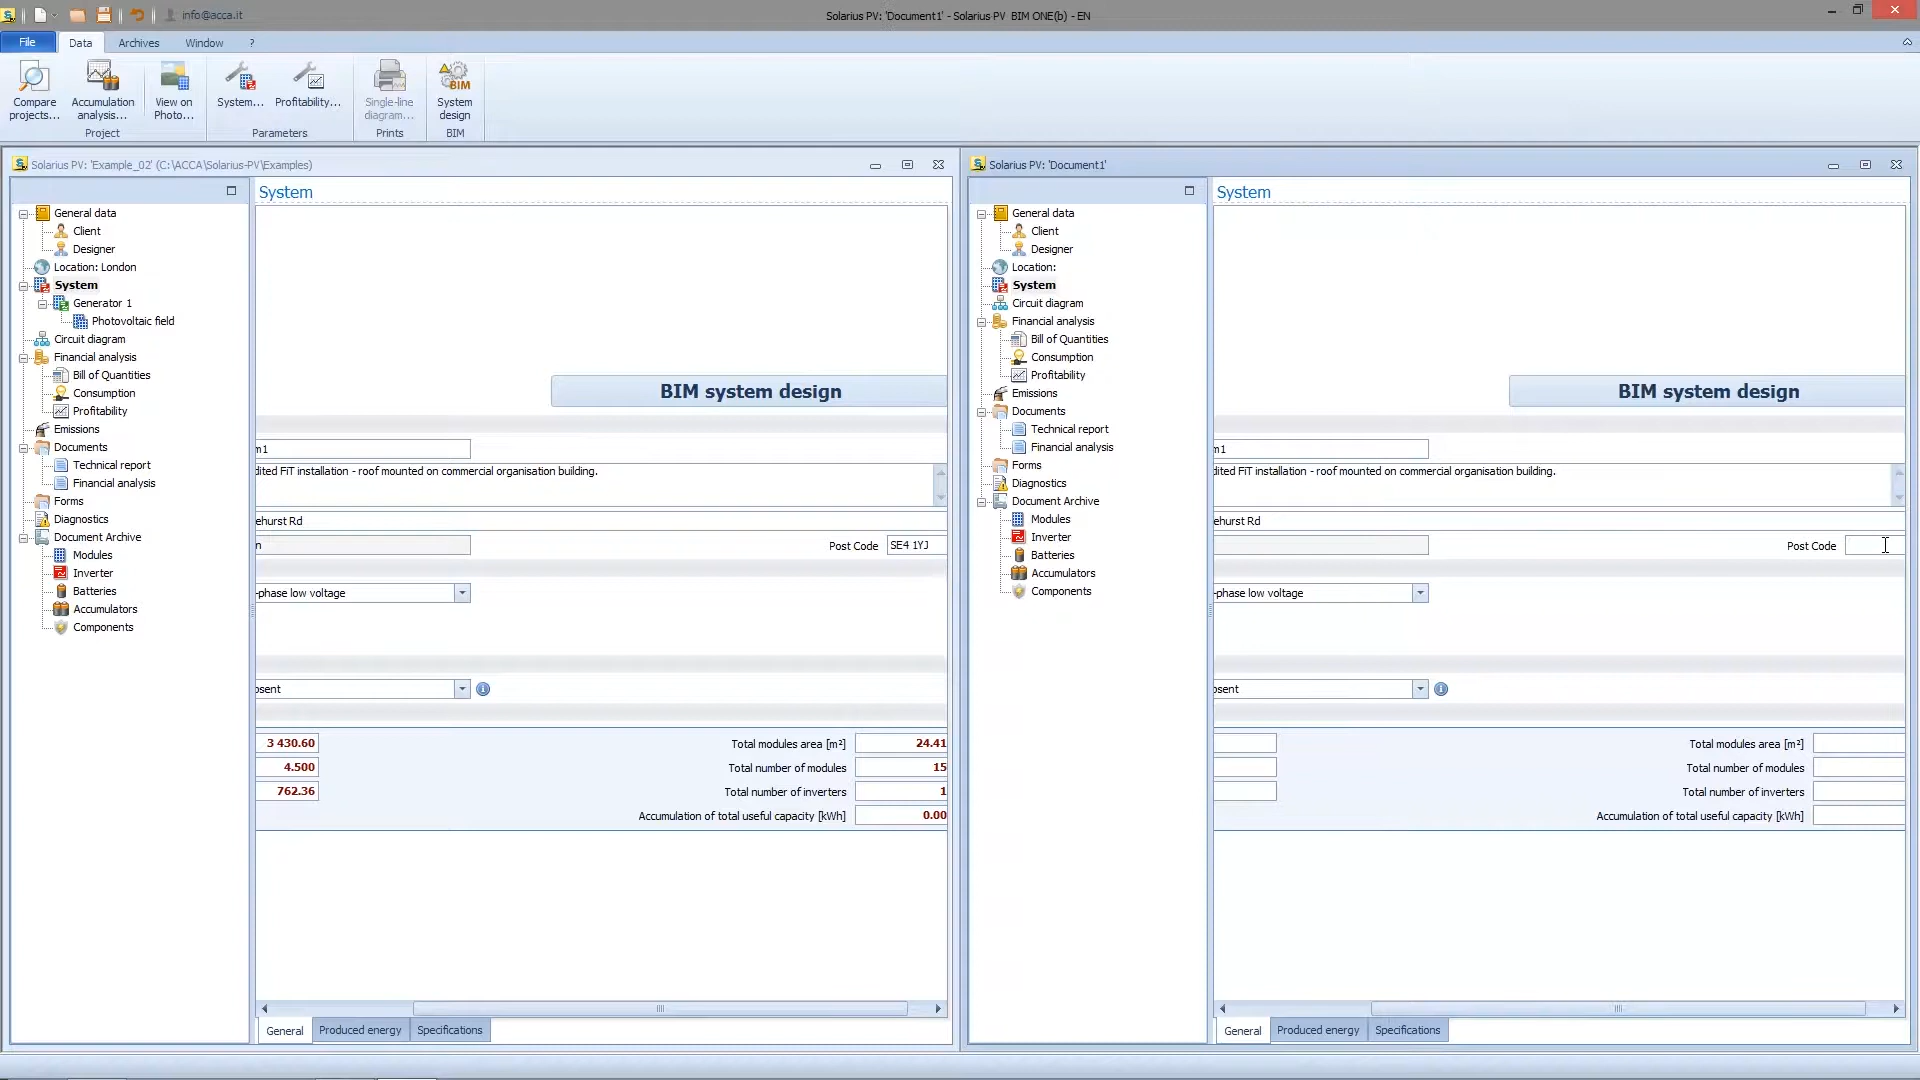 info@acca.it
Solarius PV: 'Document1' - Solarius PV BIM ONE(b) - EN
File Data Archives Window ?
Compare projects...
Accumulation analysis...
View on Photo...
System...
Profitability...
Single-line diagram...
System design
Project Parameters Prints BIM
Solarius PV: 'Example_02' (C:\ACCA\Solarius-PV\Examples)
General data
Client
Designer
Location: London
System
Generator 1
Photovoltaic field
Circuit diagram
Financial analysis
Bill of Quantities
Consumption
Profitability
Emissions
Documents
Technical report
Financial analysis
Forms
Diagnostics
Document Archive
Modules
Inverter
Batteries
Accumulators
Components
System
BIM system design
m1
dited FiT installation - roof mounted on commercial organisation building.
ehurst Rd
n Post Code SE4 1YJ
-phase low voltage
bsent
3 430.60 Total modules area [m²] 24.41
4.500 Total number of modules 15
762.36 Total number of inverters 1
Accumulation of total useful capacity [kWh] 0.00
General Produced energy Specifications
Solarius PV: 'Document1'
General data
Client
Designer
Location:
System
Circuit diagram
Financial analysis
Bill of Quantities
Consumption
Profitability
Emissions
Documents
Technical report
Financial analysis
Forms
Diagnostics
Document Archive
Modules
Inverter
Batteries
Accumulators
Components
System
BIM system design
m1
dited FiT installation - roof mounted on commercial organisation building.
ehurst Rd
Post Code
-phase low voltage
bsent
Total modules area [m²]
Total number of modules
Total number of inverters
Accumulation of total useful capacity [kWh]
General Produced energy Specifications